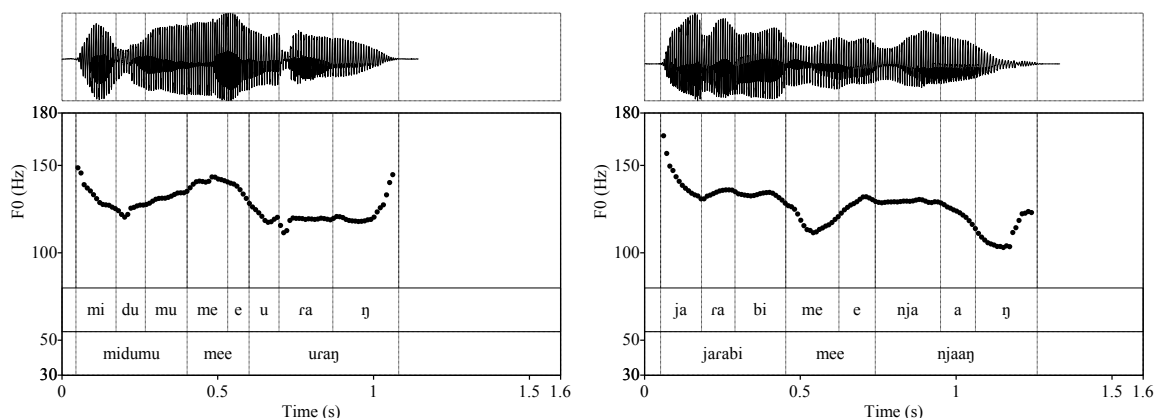 180
150
100
50
30
F0 (Hz)
mi du mu me e u ɾa ŋ
midumu mee uɾaŋ
0 0.5 1 1.6
Time (s)
180
150
100
50
30
F0 (Hz)
ja ɾa bi me e nja a ŋ
jaɾabi mee njaaŋ
0 0.5 1 1.5 1.6
Time (s)